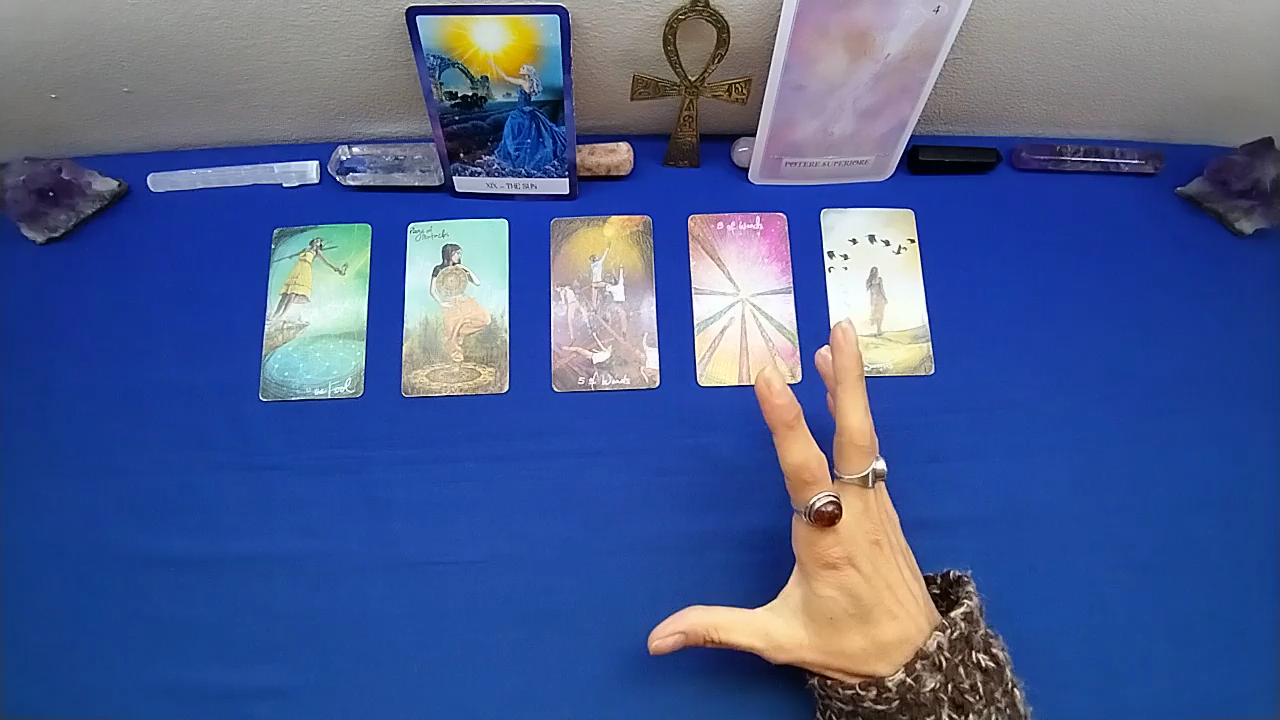 XIX - THE SUN
4
POTERE SUPERIORE
The Fool
Page of
Pentacles
5 of Wands
8 of Wands